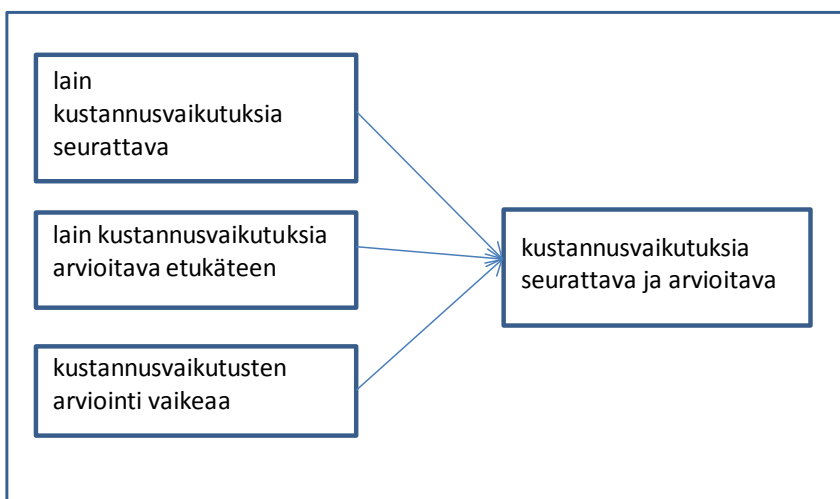 lain
kustannusvaikutuksia
seurattava
lain kustannusvaikutuksia
arvioitava etukäteen
kustannusvaikutusten
arviointi vaikeaa
kustannusvaikutuksia
seurattava ja arvioitava